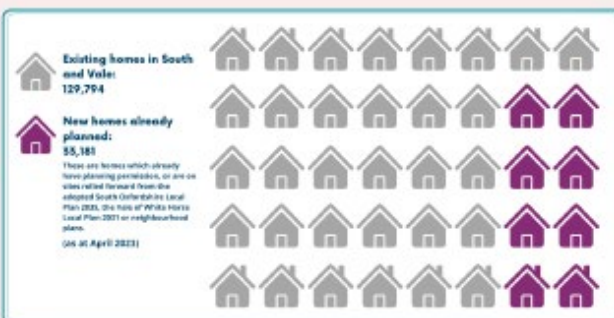 Existing homes in South
and Vale:
129,794
New homes already
planned:
These are homes which already
have planning permission, or are on
sites rolled forward from the
adopted South Oxfordshire Local
Plan 2035, the Vale of White Horse
Local Plan 2031 or neighbourhood
plans.
(as at April 2023)